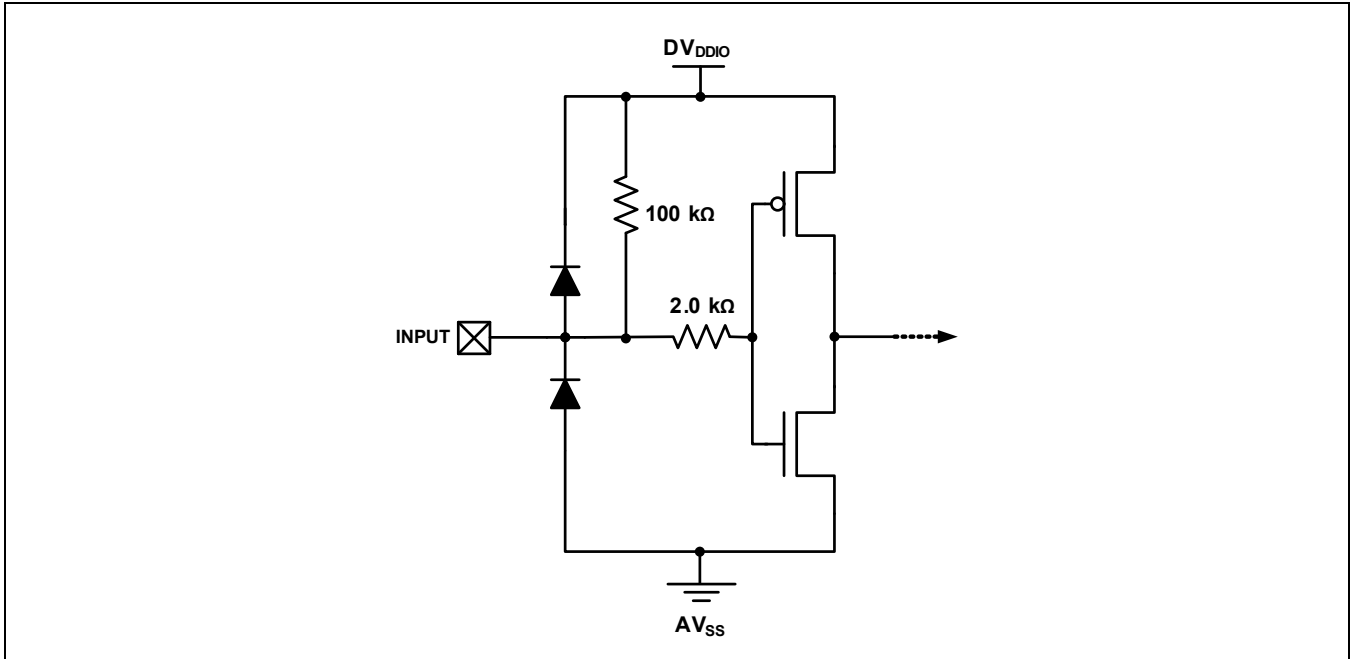 DVDDIO
100 kΩ
2.0 kΩ
INPUT
AVSS